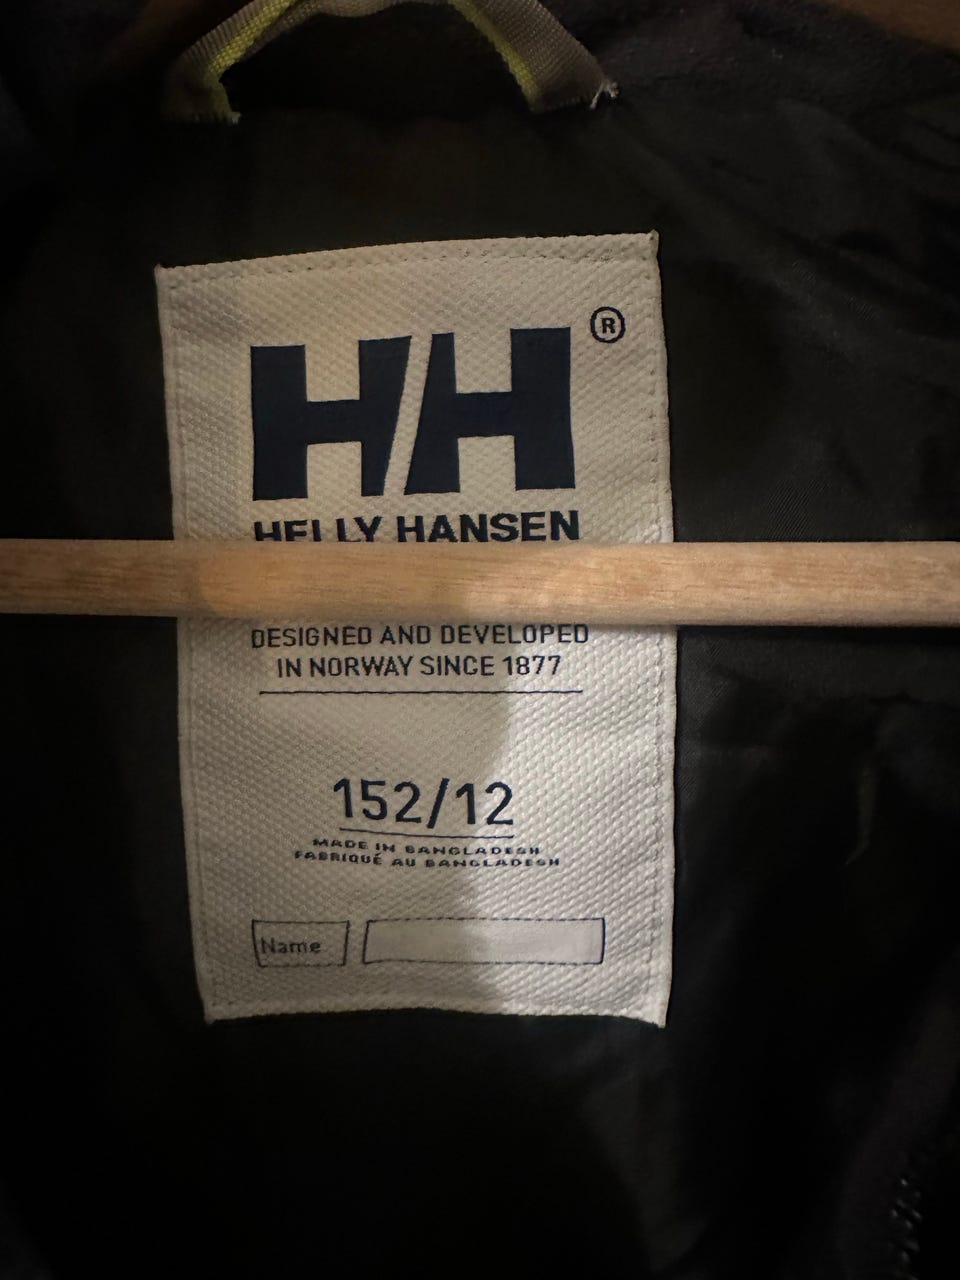 HH ®
HELLY HANSEN
DESIGNED AND DEVELOPED
IN NORWAY SINCE 1877
152/12
MADE IN BANGLADESH
FABRIQUÉ AU BANGLADESH
Name